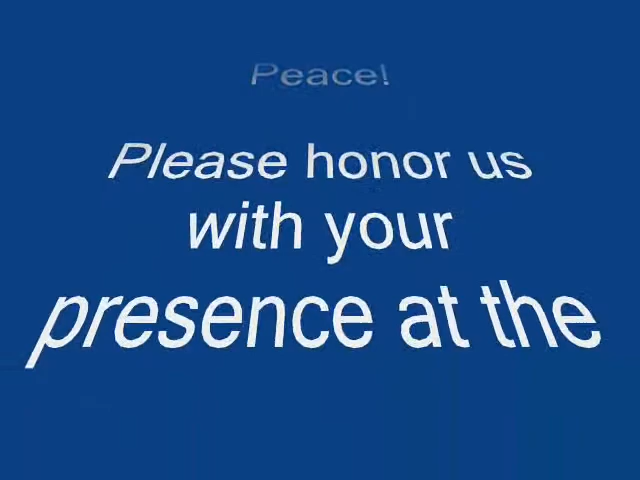 Peace!
Please honor us
with your
presence at the